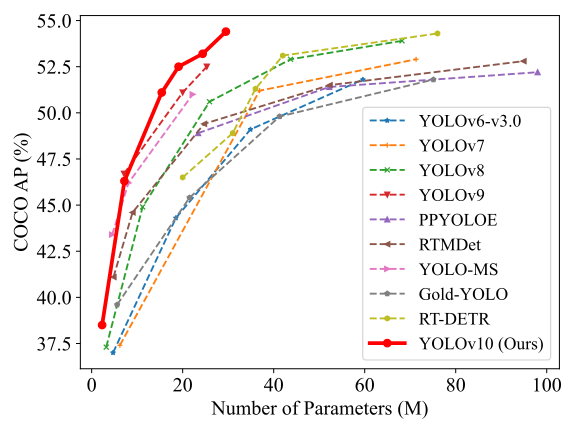 55.0
52.5
50.0
47.5
45.0
42.5
40.0
37.5
COCO AP (%)
0 20 40 60 80 100
Number of Parameters (M)
YOLOv6-v3.0
YOLOv7
YOLOv8
YOLOv9
PPYOLOE
RTMDet
YOLO-MS
Gold-YOLO
RT-DETR
YOLOv10 (Ours)